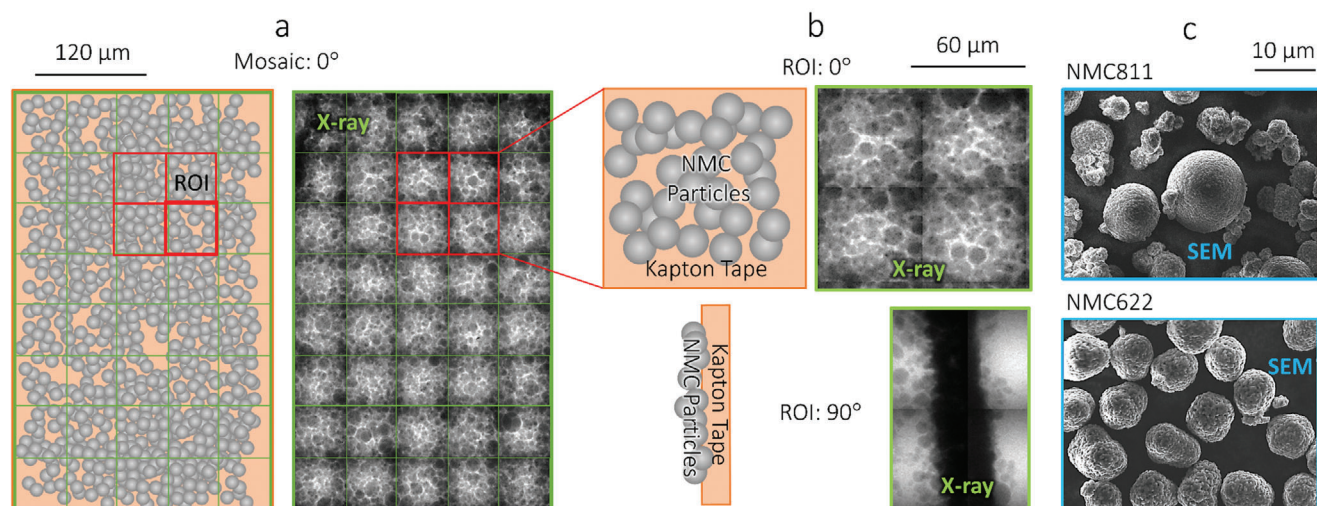 a
120 µm
Mosaic: 0°
X-ray
ROI
b
ROI: 0°
60 µm
NMC
Particles
Kapton Tape
X-ray
NMC Particles
Kapton Tape
ROI: 90°
X-ray
c
10 µm
NMC811
SEM
NMC622
SEM